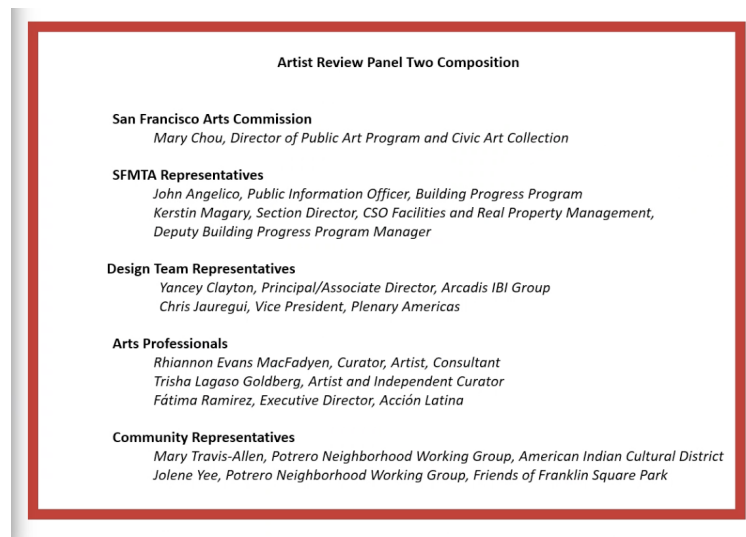 Artist Review Panel Two Composition
San Francisco Arts Commission
Mary Chou, Director of Public Art Program and Civic Art Collection
SFMTA Representatives
John Angelico, Public Information Officer, Building Progress Program
Kerstin Magary, Section Director, CSO Facilities and Real Property Management,
Deputy Building Progress Program Manager
Design Team Representatives
Yancey Clayton, Principal/Associate Director, Arcadis IBI Group
Chris Jauregui, Vice President, Plenary Americas
Arts Professionals
Rhiannon Evans MacFadyen, Curator, Artist, Consultant
Trisha Lagaso Goldberg, Artist and Independent Curator
Fátima Ramirez, Executive Director, Acción Latina
Community Representatives
Mary Travis-Allen, Potrero Neighborhood Working Group, American Indian Cultural District
Jolene Yee, Potrero Neighborhood Working Group, Friends of Franklin Square Park